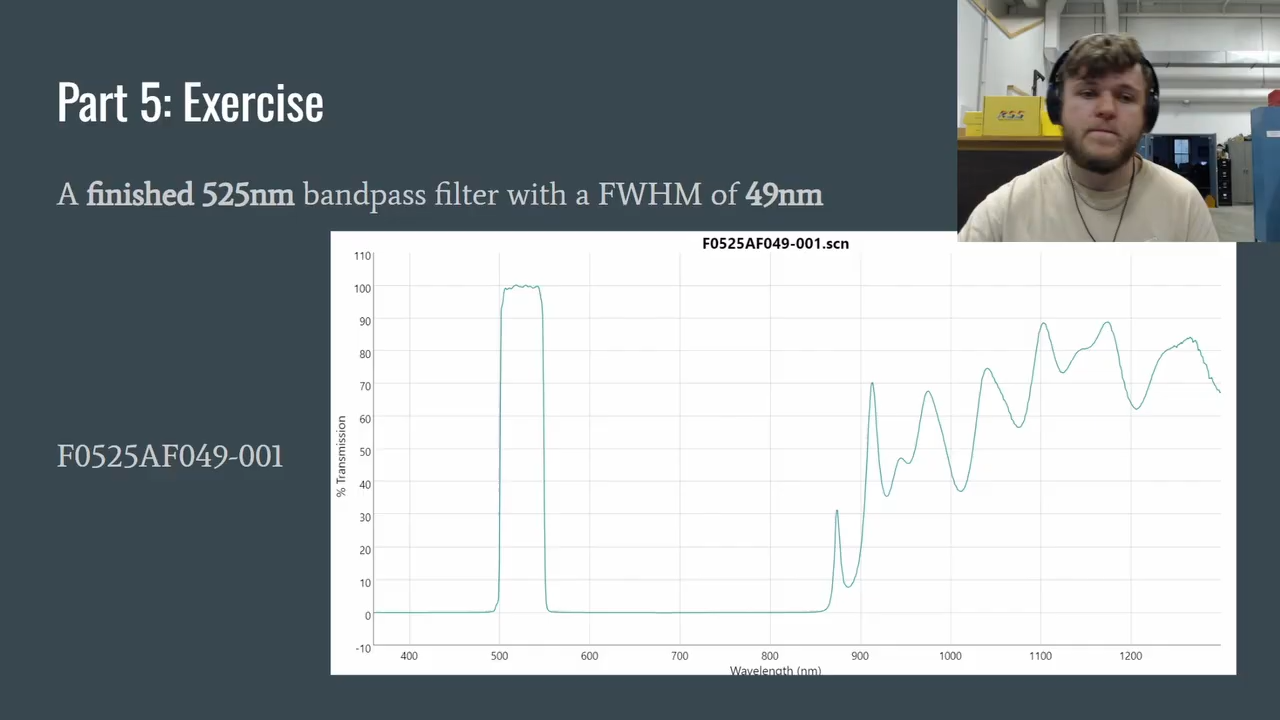 Part 5: Exercise
A finished 525nm bandpass filter with a FWHM of 49nm
F0525AF049-001
F0525AF049-001.scn
% Transmission
110
100
90
80
70
60
50
40
30
20
10
0
-10
400 500 600 700 800 900 1000 1100 1200
Wavelength (nm)